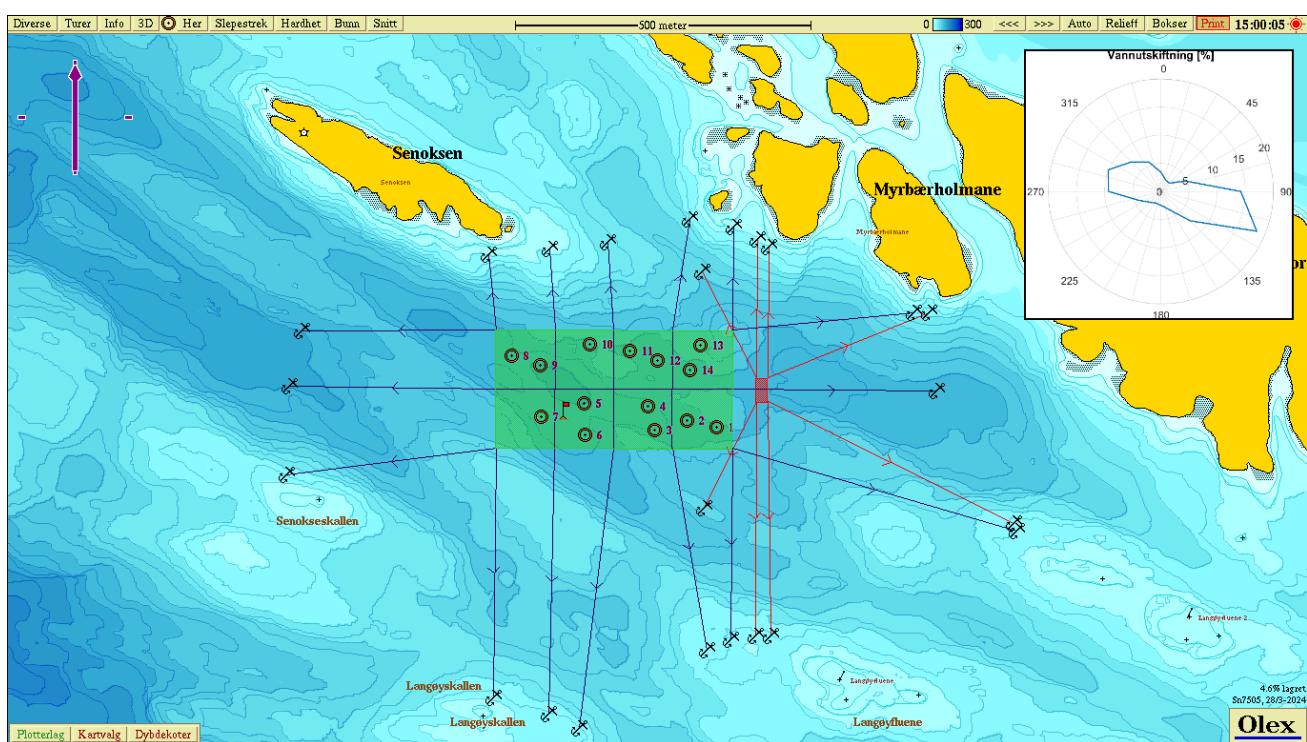 Diverse Turer Info 3D Her Slepestrek Hardhet Bunn Snitt 500 meter 0 300 <<< >>> Auto Relieff Bokser Print 15:00:05
Vannutskiftning [%]
0
315 45
20
15
10
5
270 0 90
225 135
180
Senoksen
Senoksen
Myrbærholmane
Myrbærholmane
or
10 11 13
8 12
9 14
5 4
7 2 1
6 3
Senokseskallen
Langøyfluene 2
Langøyskallen
Langøyfluene
Langøyskallen
Langøyfluene
4.6% lagret
Sn7505, 28/3-2024
Olex
Plotterlag Kartvalg Dybdekoter